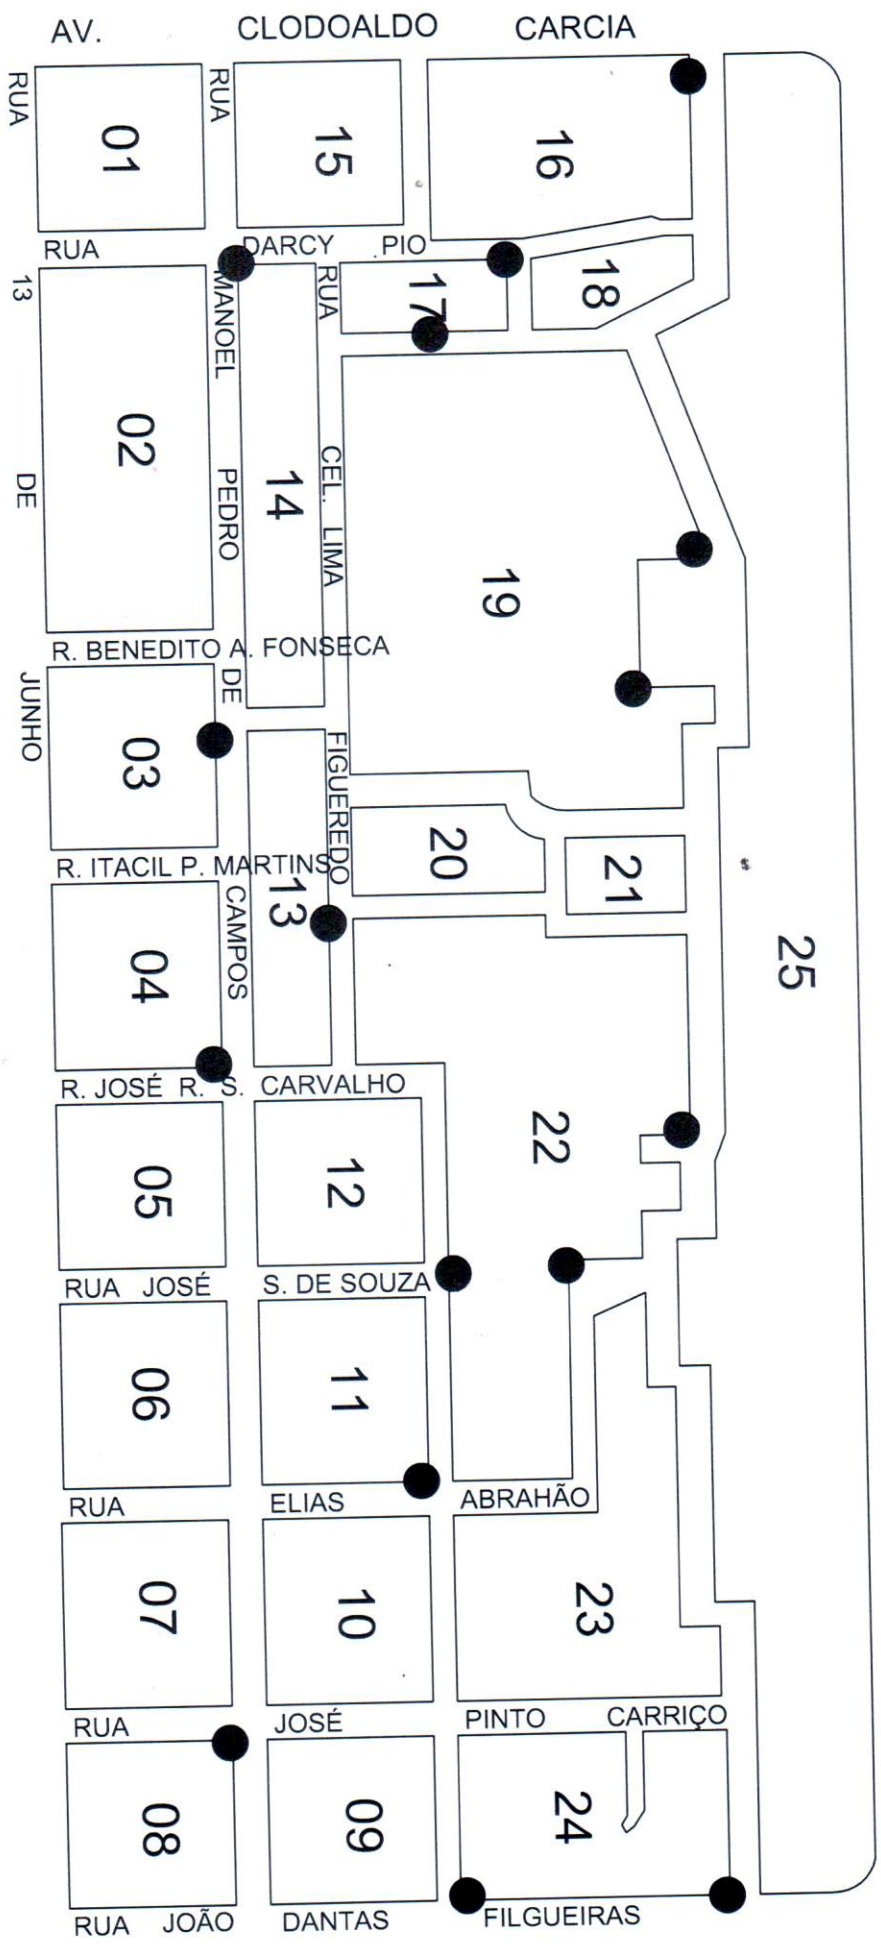 AV. CLODOALDO CARCIA
RUA
RUA
01
15
16
RUA DARCY PIO
13 DE JUNHO
MANOEL PEDRO DE CAMPOS
RUA CEL. LIMA FIGUEREDO
17
18
02
14
19
R. BENEDITO A. FONSECA
03
13
20
21
R. ITACIL P. MARTINS
04
25
R. JOSÉ R. S. CARVALHO
05
12
22
RUA JOSÉ S. DE SOUZA
06
11
RUA ELIAS ABRAHÃO
07
10
23
RUA JOSÉ PINTO CARRIÇO
08
09
24
RUA JOÃO DANTAS FILGUEIRAS